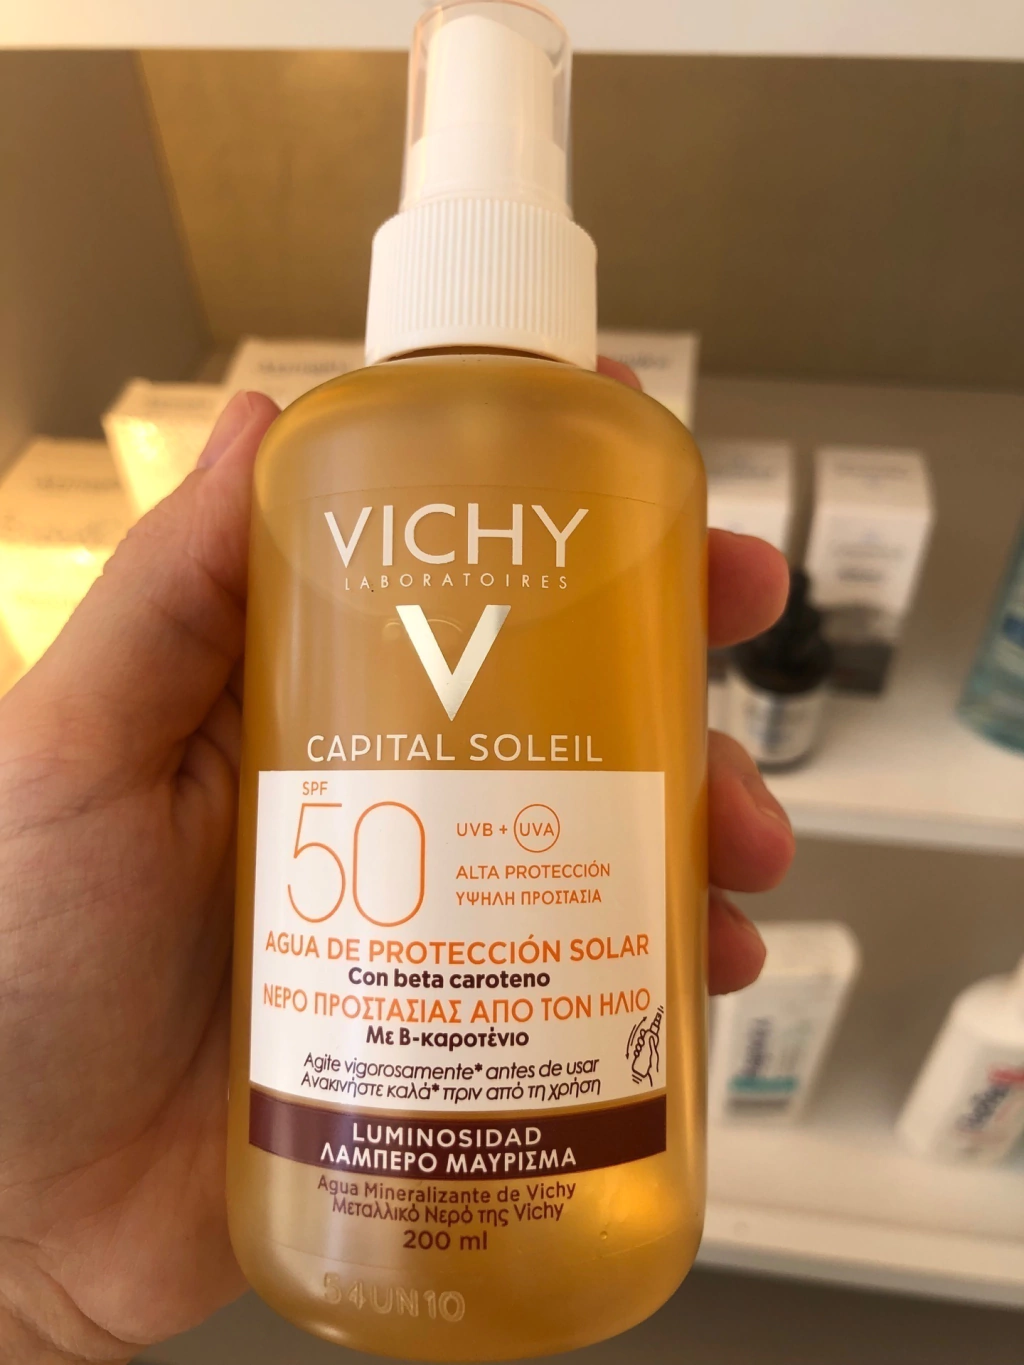 VICHY
LABORATOIRES
CAPITAL SOLEIL
SPF
50
UVB + UVA
ALTA PROTECCIÓN
ΥΨΗΛΗ ΠΡΟΣΤΑΣΙΑ
AGUA DE PROTECCIÓN SOLAR
Con beta caroteno
ΝΕΡΟ ΠΡΟΣΤΑΣΙΑΣ ΑΠΟ ΤΟΝ ΗΛΙΟ
Με Β-καροτένιο
Agite vigorosamente* antes de usar
Ανακινήστε καλά* πριν από τη χρήση
LUMINOSIDAD
ΛΑΜΠΕΡΟ ΜΑΥΡΙΣΜΑ
Agua Mineralizante de Vichy
Μεταλλικό Νερό της Vichy
200 ml
54UN10